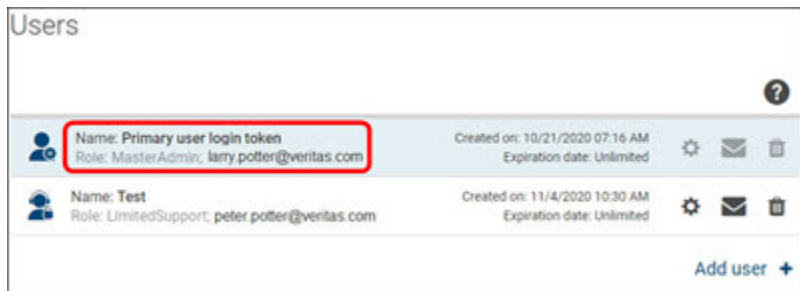 Users
?
Name: Primary user login token
Created on: 10/21/2020 07:16 AM
Role: MasterAdmin; larry.potter@veritas.com
Expiration date: Unlimited
Name: Test
Created on: 11/4/2020 10:30 AM
Role: LimitedSupport; peter.potter@veritas.com
Expiration date: Unlimited
Add user +